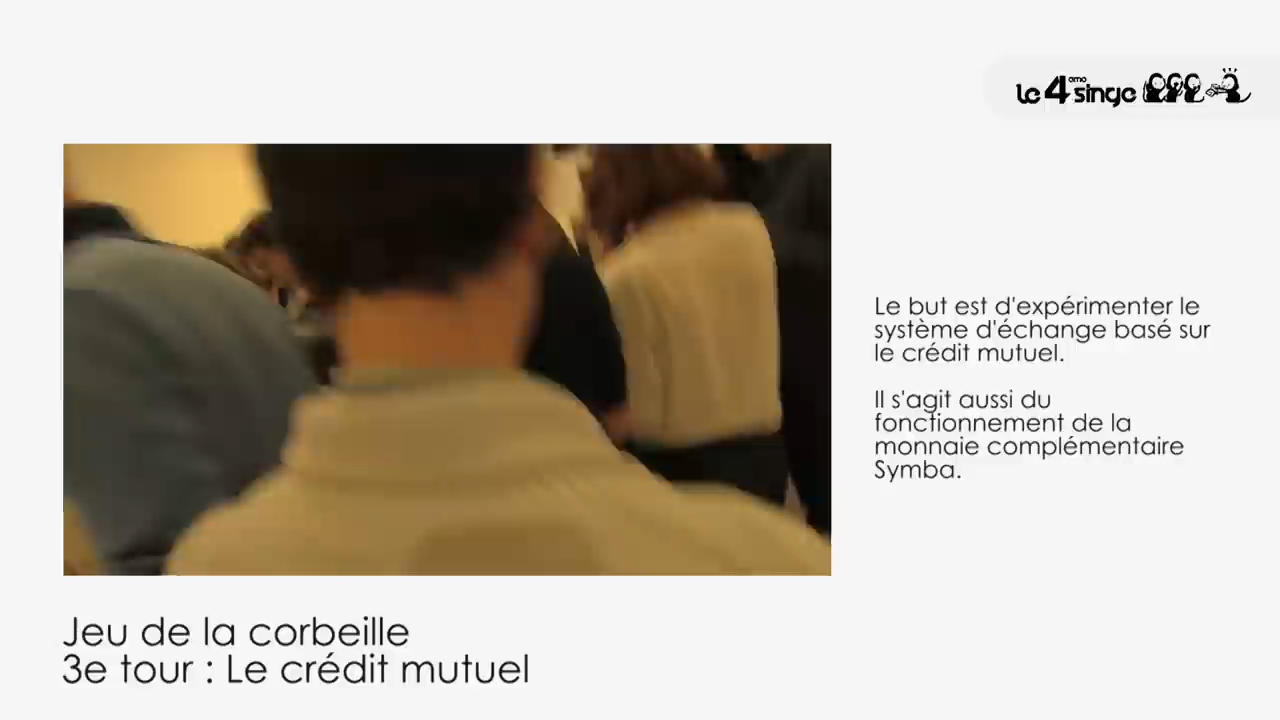 le 4ème singe
Le but est d'expérimenter le
système d'échange basé sur
le crédit mutuel.
Il s'agit aussi du
fonctionnement de la
monnaie complémentaire
Symba.
Jeu de la corbeille
3e tour : Le crédit mutuel